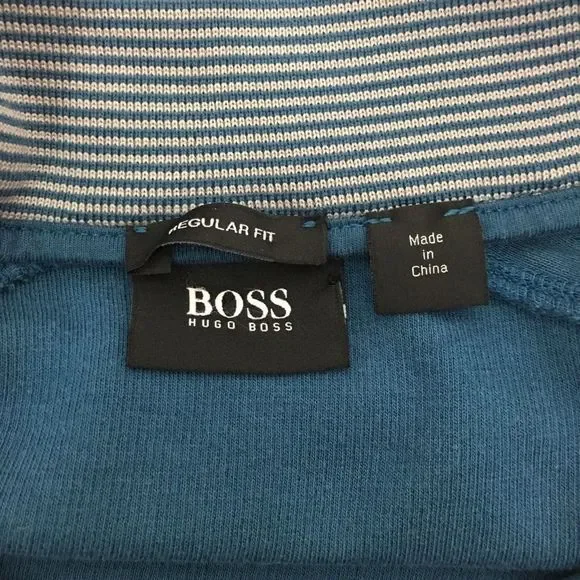 REGULAR FIT
BOSS
HUGO BOSS
Made
in
China